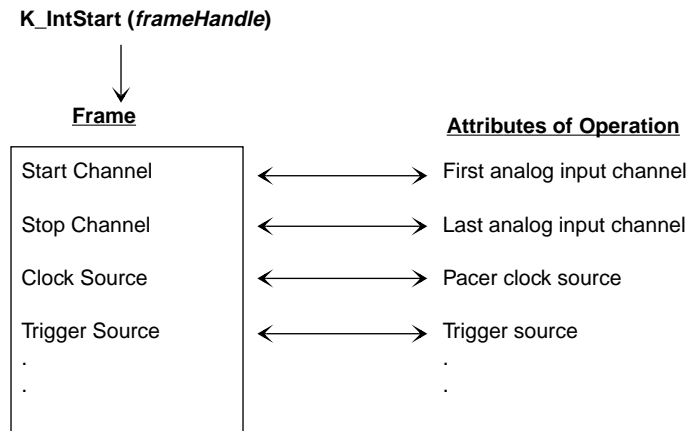 K_IntStart (frameHandle)
Frame
Attributes of Operation
Start Channel
First analog input channel
Stop Channel
Last analog input channel
Clock Source
Pacer clock source
Trigger Source
Trigger source
.
.
.
.